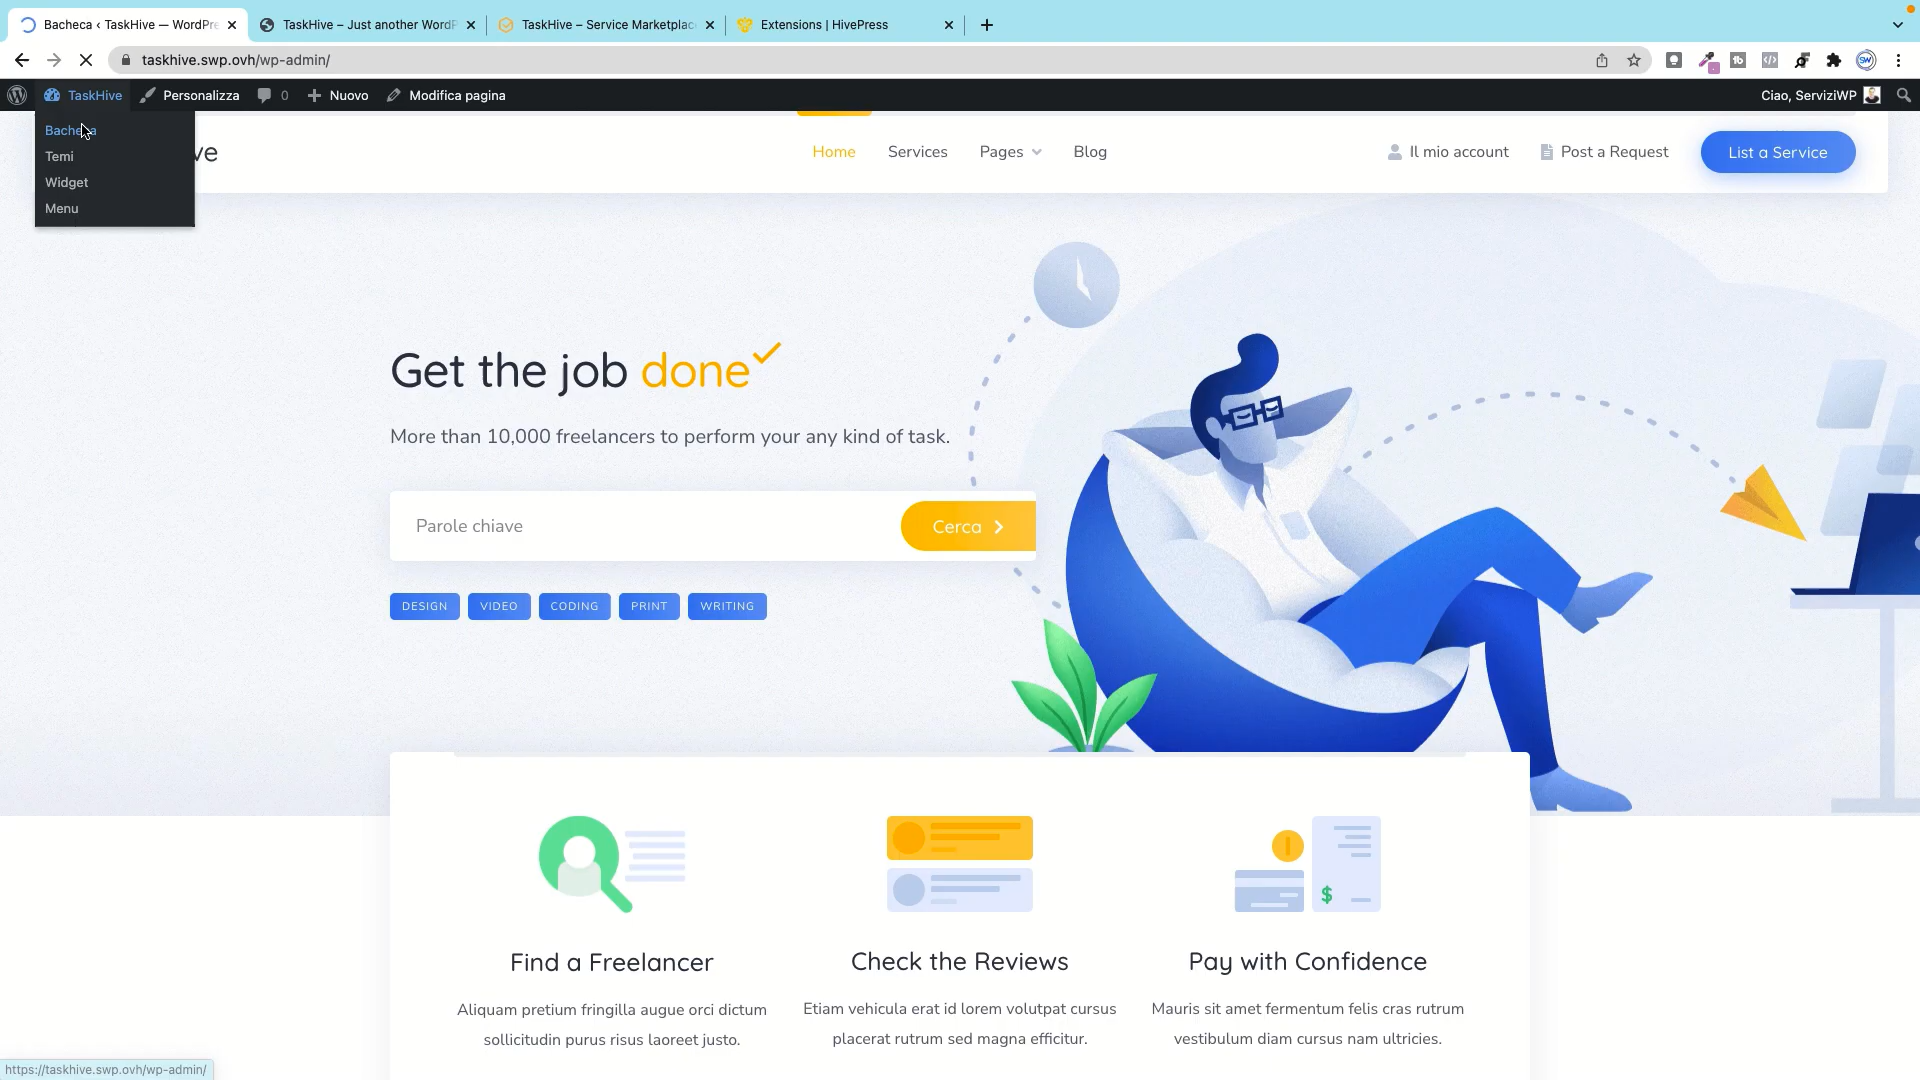 Bacheca ‹ TaskHive — WordPre
TaskHive – Just another WordP
TaskHive – Service Marketplac
Extensions | HivePress
taskhive.swp.ovh/wp-admin/
TaskHive
Personalizza
0
Nuovo
Modifica pagina
Ciao, ServiziWP
Temi
Widget
Menu
ve
Home
Services
Pages
Blog
Il mio account
Post a Request
List a Service
Get the job done
More than 10,000 freelancers to perform your any kind of task.
Parole chiave
Cerca
DESIGN
VIDEO
CODING
PRINT
WRITING
Find a Freelancer
Aliquam pretium fringilla augue orci dictum
sollicitudin purus risus laoreet justo.
Check the Reviews
Etiam vehicula erat id lorem volutpat cursus
placerat rutrum sed magna efficitur.
Pay with Confidence
Mauris sit amet fermentum felis cras rutrum
vestibulum diam cursus nam ultricies.
https://taskhive.swp.ovh/wp-admin/